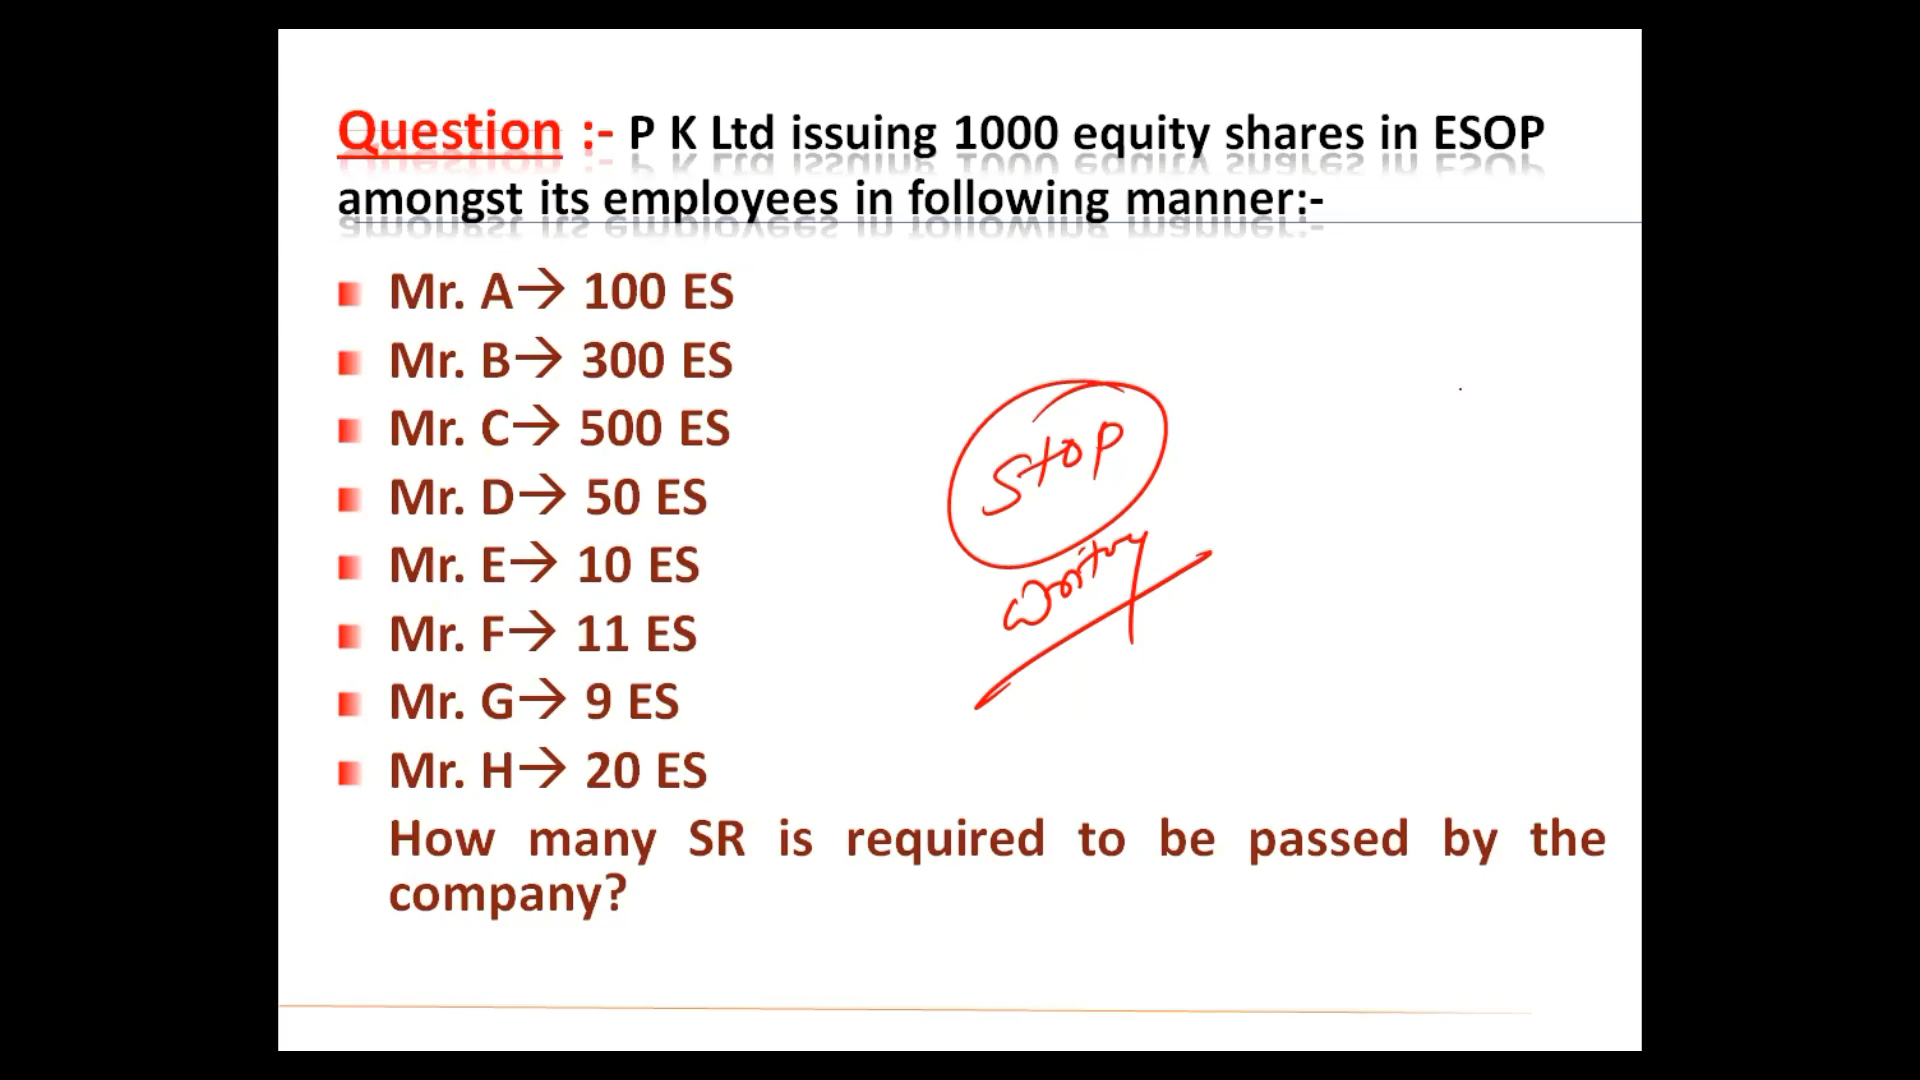 Question :- P K Ltd issuing 1000 equity shares in ESOP
amongst its employees in following manner:-
Mr. A→ 100 ES
Mr. B→ 300 ES
Mr. C→ 500 ES
Mr. D→ 50 ES
Mr. E→ 10 ES
Mr. F→ 11 ES
Mr. G→ 9 ES
Mr. H→ 20 ES
Stop
How many SR is required to be passed by the
company?